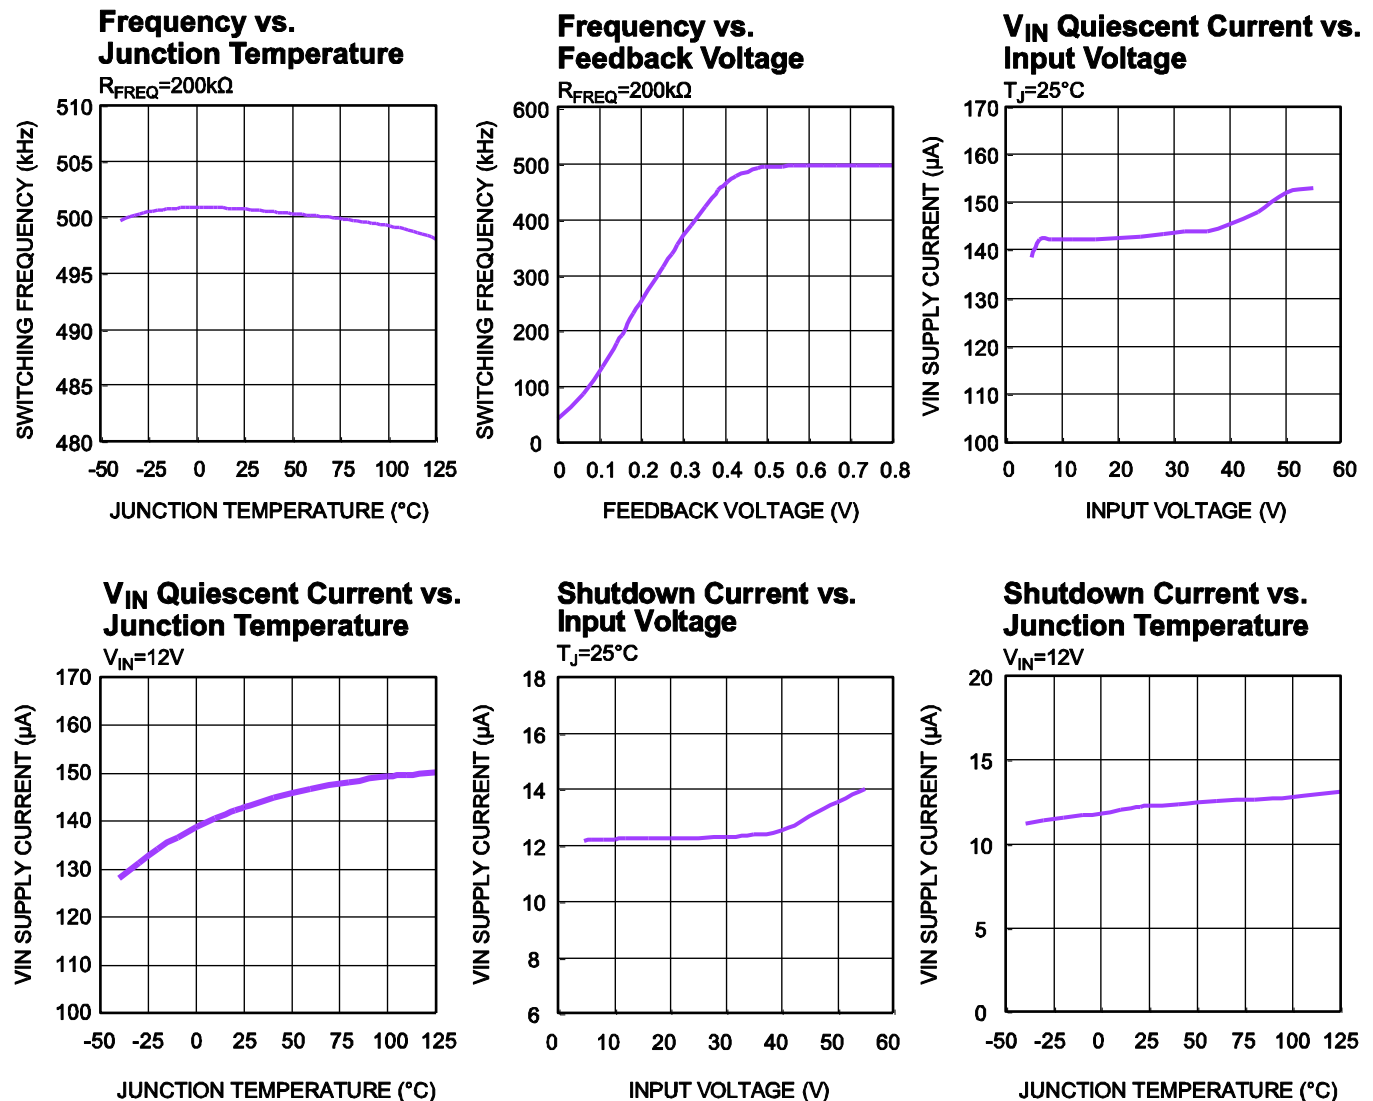 Frequency vs.
Junction Temperature
RFREQ=200kΩ
SWITCHING FREQUENCY (kHz)
510
505
500
495
490
485
480
-50 -25 0 25 50 75 100 125
JUNCTION TEMPERATURE (°C)
Frequency vs.
Feedback Voltage
RFREQ=200kΩ
SWITCHING FREQUENCY (kHz)
600
500
400
300
200
100
0
0 0.1 0.2 0.3 0.4 0.5 0.6 0.7 0.8
FEEDBACK VOLTAGE (V)
VIN Quiescent Current vs.
Input Voltage
TJ=25°C
VIN SUPPLY CURRENT (µA)
170
160
150
140
130
120
110
100
0 10 20 30 40 50 60
INPUT VOLTAGE (V)
VIN Quiescent Current vs.
Junction Temperature
VIN=12V
VIN SUPPLY CURRENT (µA)
170
160
150
140
130
120
110
100
-50 -25 0 25 50 75 100 125
JUNCTION TEMPERATURE (°C)
Shutdown Current vs.
Input Voltage
TJ=25°C
VIN SUPPLY CURRENT (µA)
18
16
14
12
10
8
6
0 10 20 30 40 50 60
INPUT VOLTAGE (V)
Shutdown Current vs.
Junction Temperature
VIN=12V
VIN SUPPLY CURRENT (µA)
20
15
10
5
0
-50 -25 0 25 50 75 100 125
JUNCTION TEMPERATURE (°C)